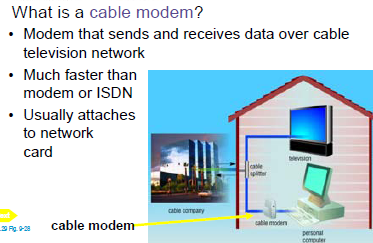 What is a cable modem?
• Modem that sends and receives data over cable
television network
• Much faster than
modem or ISDN
• Usually attaches
to network
card
television
cable
splitter
cable company
cable modem
personal
computer
Fig. 9-28
cable modem